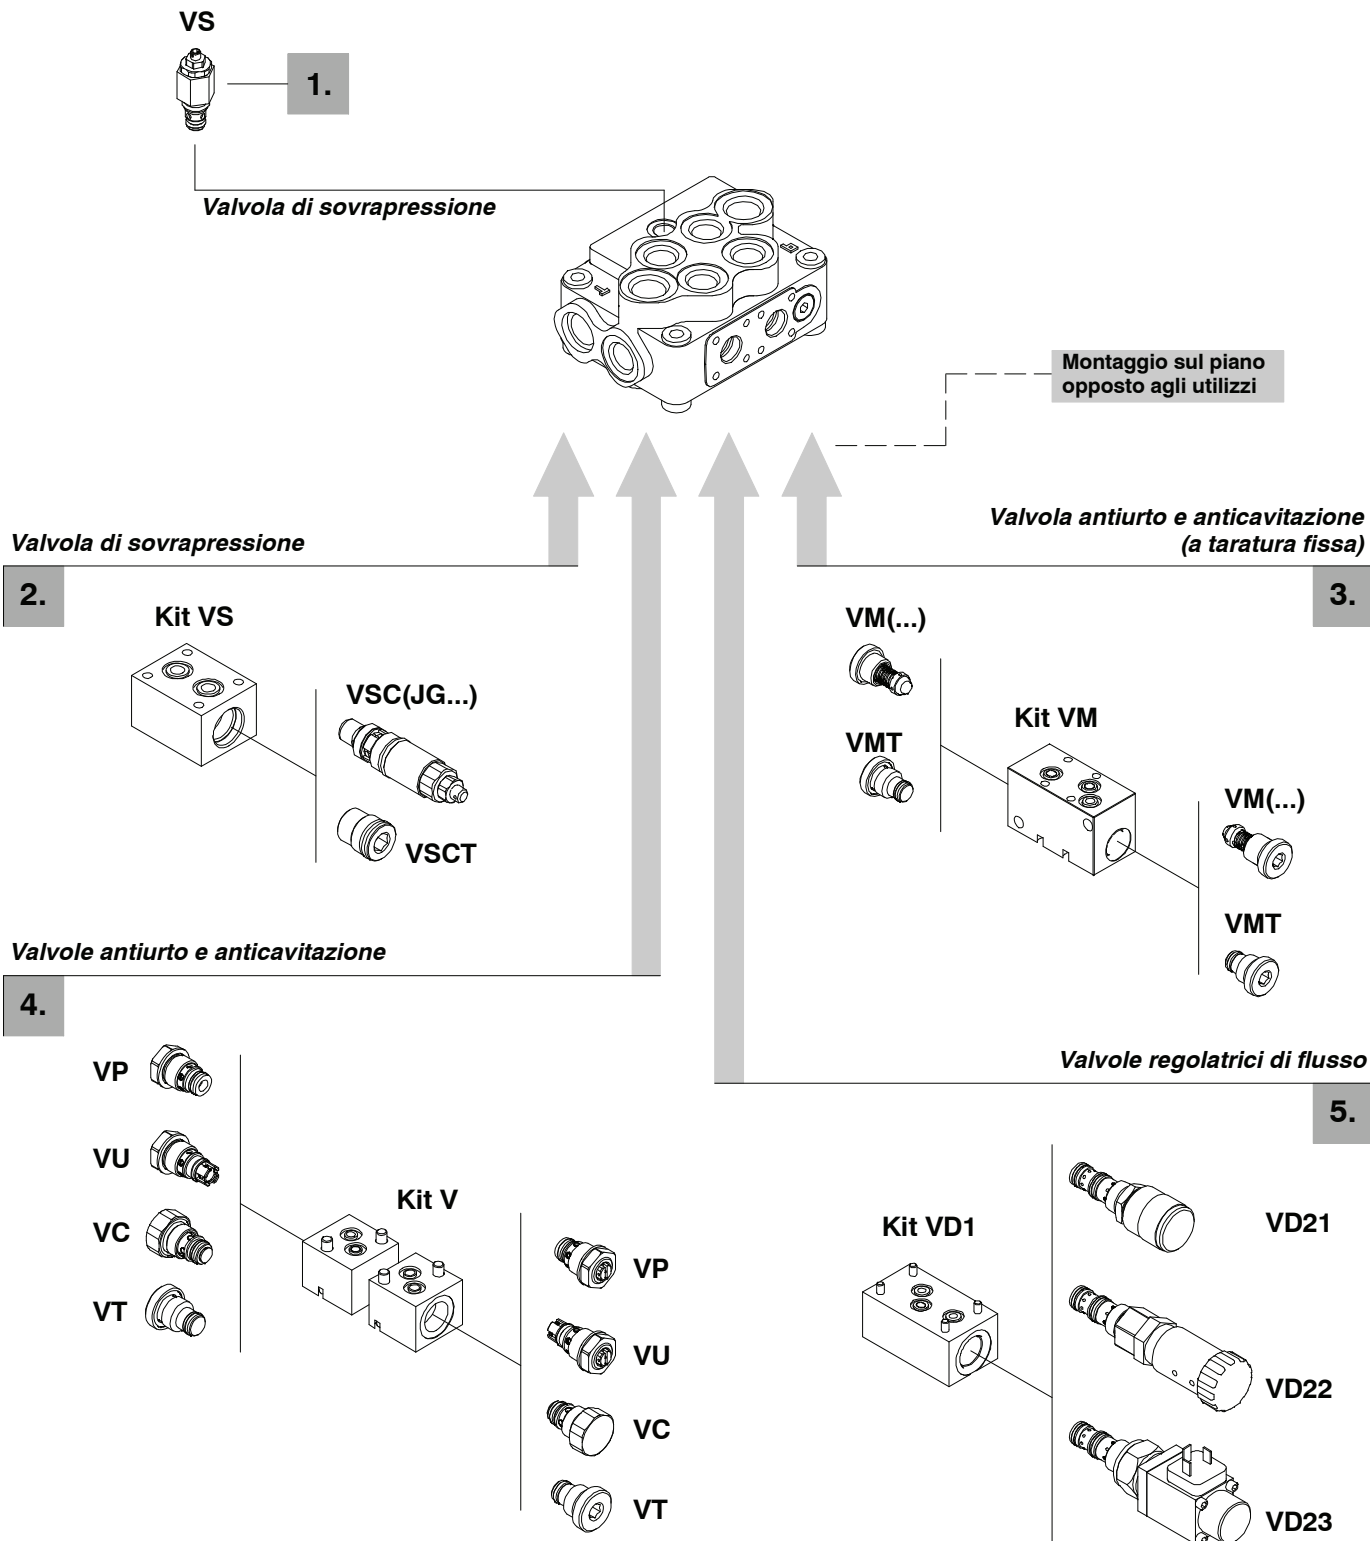 VS
1.
Valvola di sovrapressione
P
T
Montaggio sul piano
opposto agli utilizzi
Valvola di sovrapressione
2.
Kit VS
VSC(JG...)
VSCT
Valvola antiurto e anticavitazione
(a taratura fissa)
3.
VM(...)
VMT
Kit VM
VM(...)
VMT
Valvole antiurto e anticavitazione
4.
VP
VU
VC
VT
Kit V
VP
VU
VC
VT
Valvole regolatrici di flusso
5.
Kit VD1
VD21
VD22
VD23